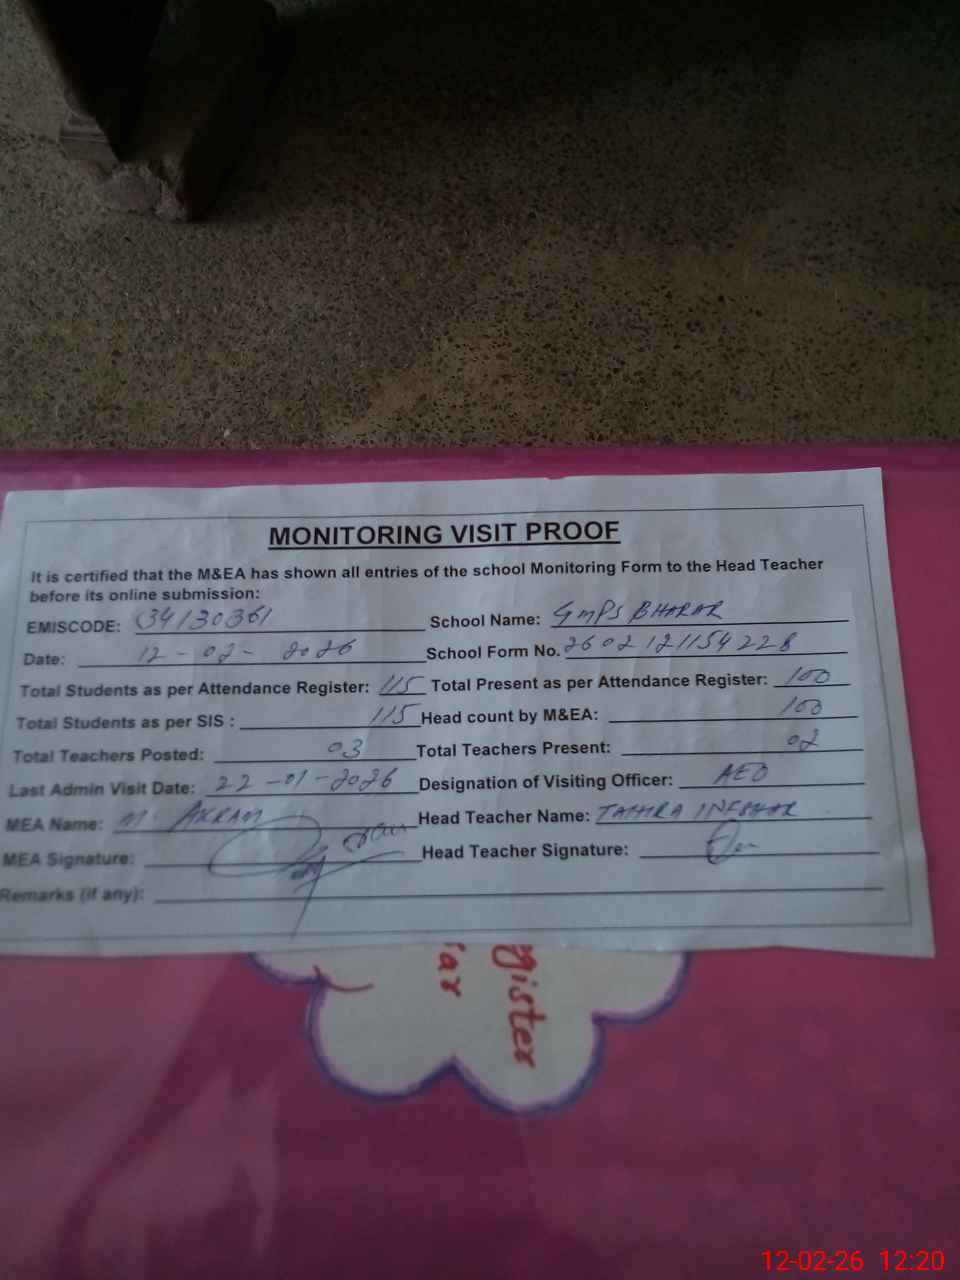 MONITORING VISIT PROOF
It is certified that the M&EA has shown all entries of the school Monitoring Form to the Head Teacher
before its online submission:
EMISCODE: 34130361 School Name: GMPS BHARAR
Date: 12-02-2026 School Form No. 260212115422B
Total Students as per Attendance Register: 115 Total Present as per Attendance Register: 100
Total Students as per SIS : 115 Head count by M&EA: 100
Total Teachers Posted: 03 Total Teachers Present: 02
Last Admin Visit Date: 22-01-2026 Designation of Visiting Officer: AEO
MEA Name: M. AKRAM Head Teacher Name: TAHIRA
MEA Signature: Head Teacher Signature:
Remarks (if any):
gister
12-02-26 12:20